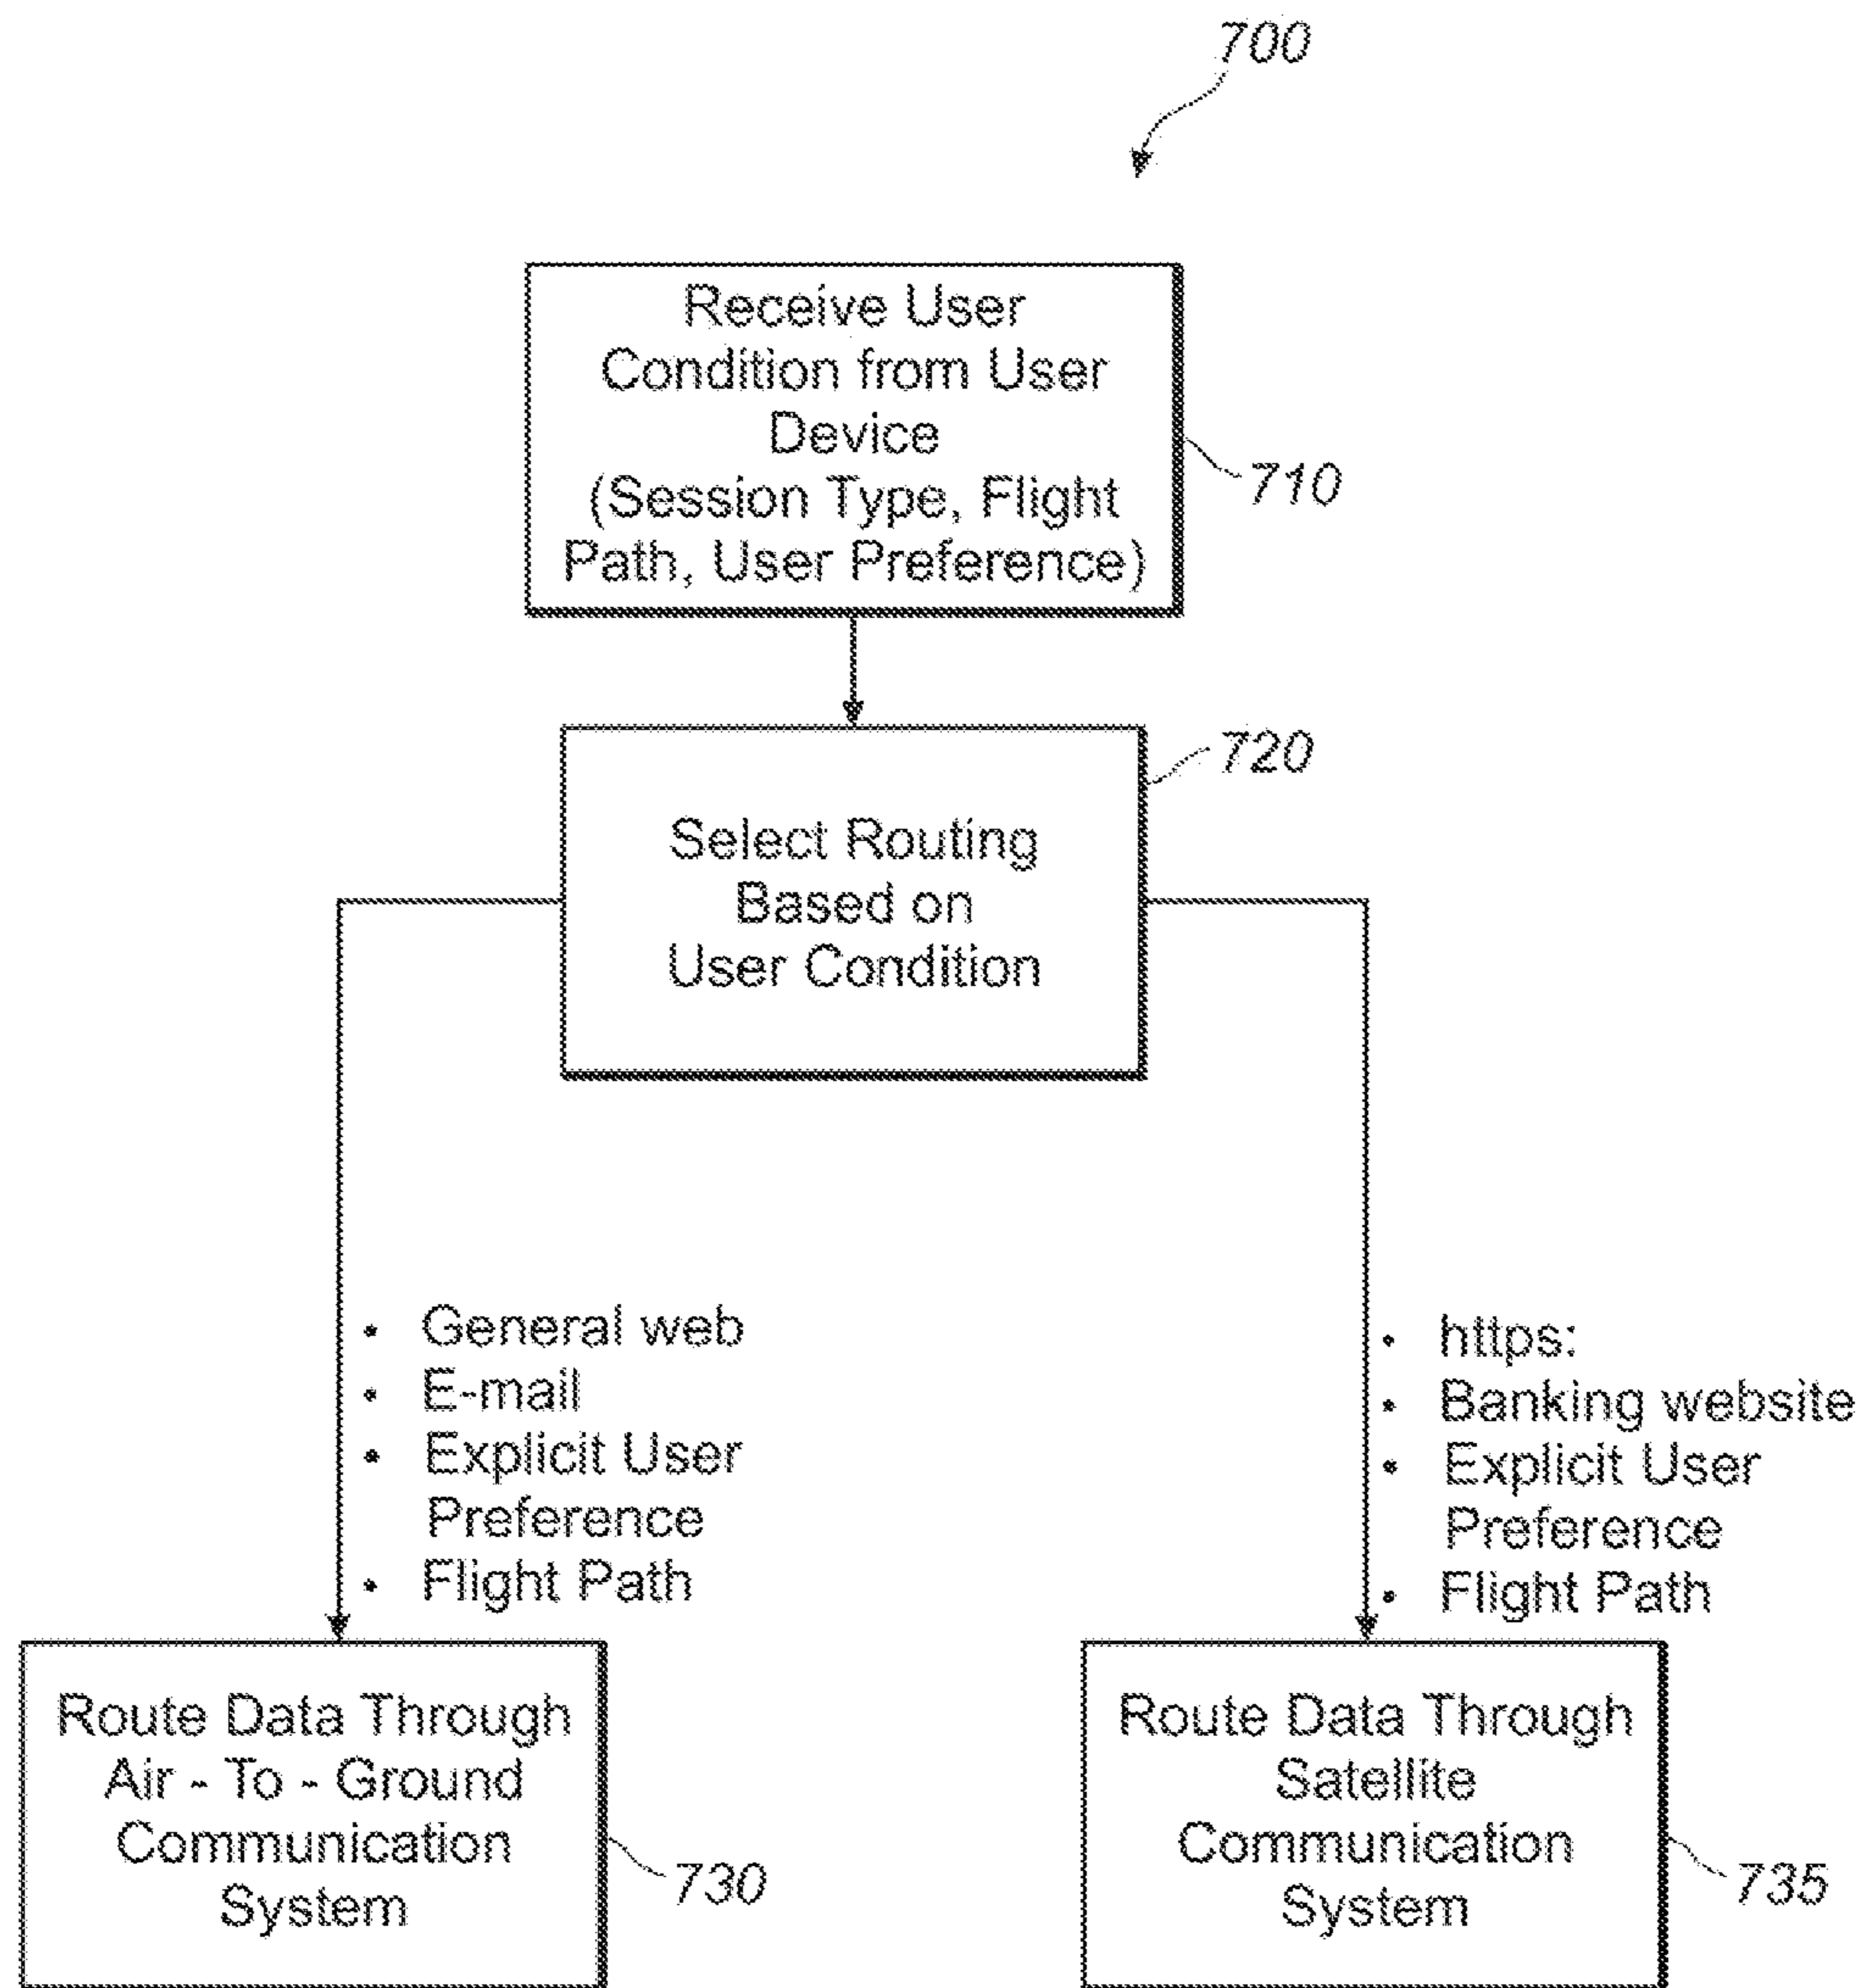 700
Receive User
Condition from User
Device
(Session Type, Flight
Path, User Preference)
710
720
Select Routing
Based on
User Condition
• General web
• E-mail
• Explicit User
Preference
• Flight Path
• https:
• Banking website
• Explicit User
Preference
• Flight Path
Route Data Through
Air - To - Ground
Communication
System
730
Route Data Through
Satellite
Communication
System
735